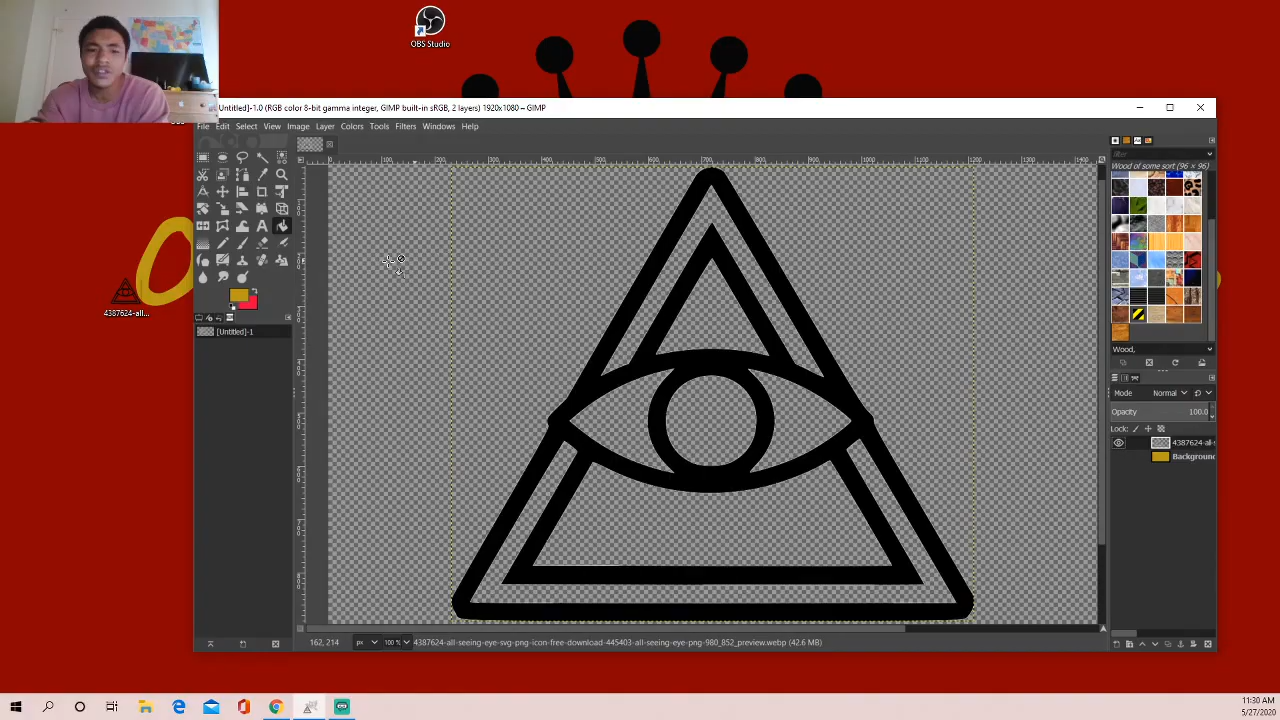 OBS Studio
Untitled]-1.0 (RGB color 8-bit gamma integer, GIMP built-in sRGB, 2 layers) 1920x1080 – GIMP
File Edit Select View Image Layer Colors Tools Filters Windows Help
filter
Wood of some sort (96 × 96)
4387624-all...
[Untitled]-1
Wood,
Mode Normal
Opacity 100.0
Lock:
4387624-all-s
Background
162, 214 px 100 % 4387624-all-seeing-eye-svg-png-icon-free-download-445403-all-seeing-eye-png-980_852_preview.webp (42.6 MB)
11:30 AM
5/27/2020